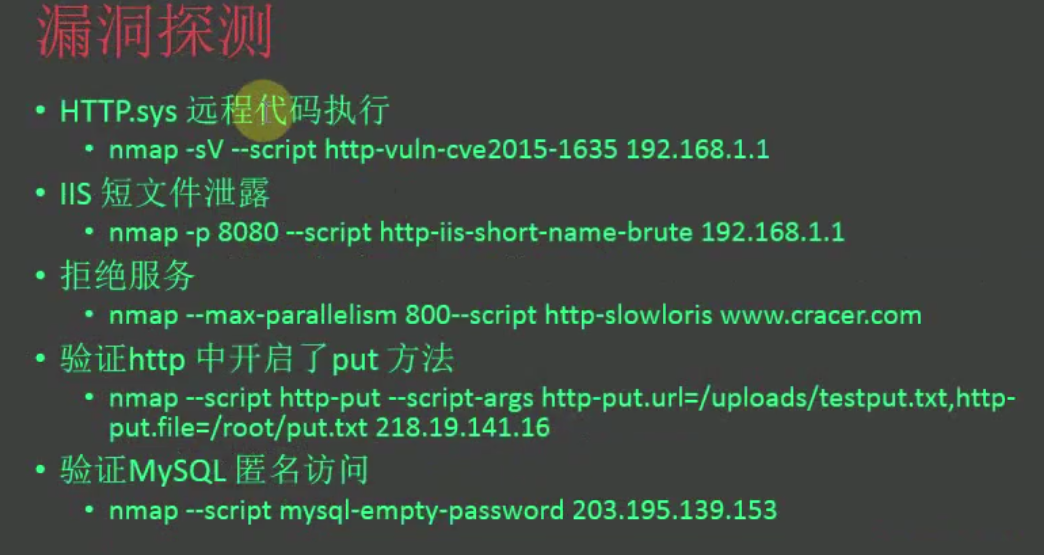 漏洞探测
• HTTP.sys 远程代码执行
• nmap -sV --script http-vuln-cve2015-1635 192.168.1.1
• IIS 短文件泄露
• nmap -p 8080 --script http-iis-short-name-brute 192.168.1.1
• 拒绝服务
• nmap --max-parallelism 800--script http-slowloris www.cracer.com
• 验证http 中开启了put 方法
• nmap --script http-put --script-args http-put.url=/uploads/testput.txt,http-
put.file=/root/put.txt 218.19.141.16
• 验证MySQL 匿名访问
• nmap --script mysql-empty-password 203.195.139.153